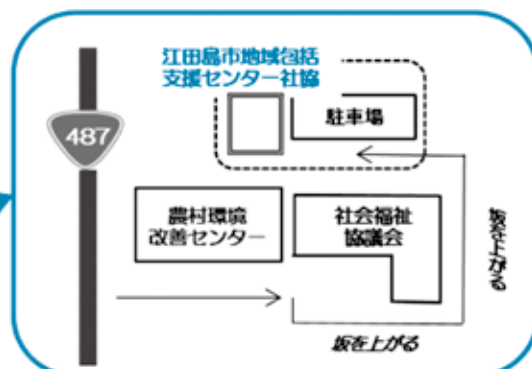 江田島市地域包括
支援センター社協
487
駐車場
農村環境
改善センター
社会福祉
協議会
坂を上がる
坂を上がる